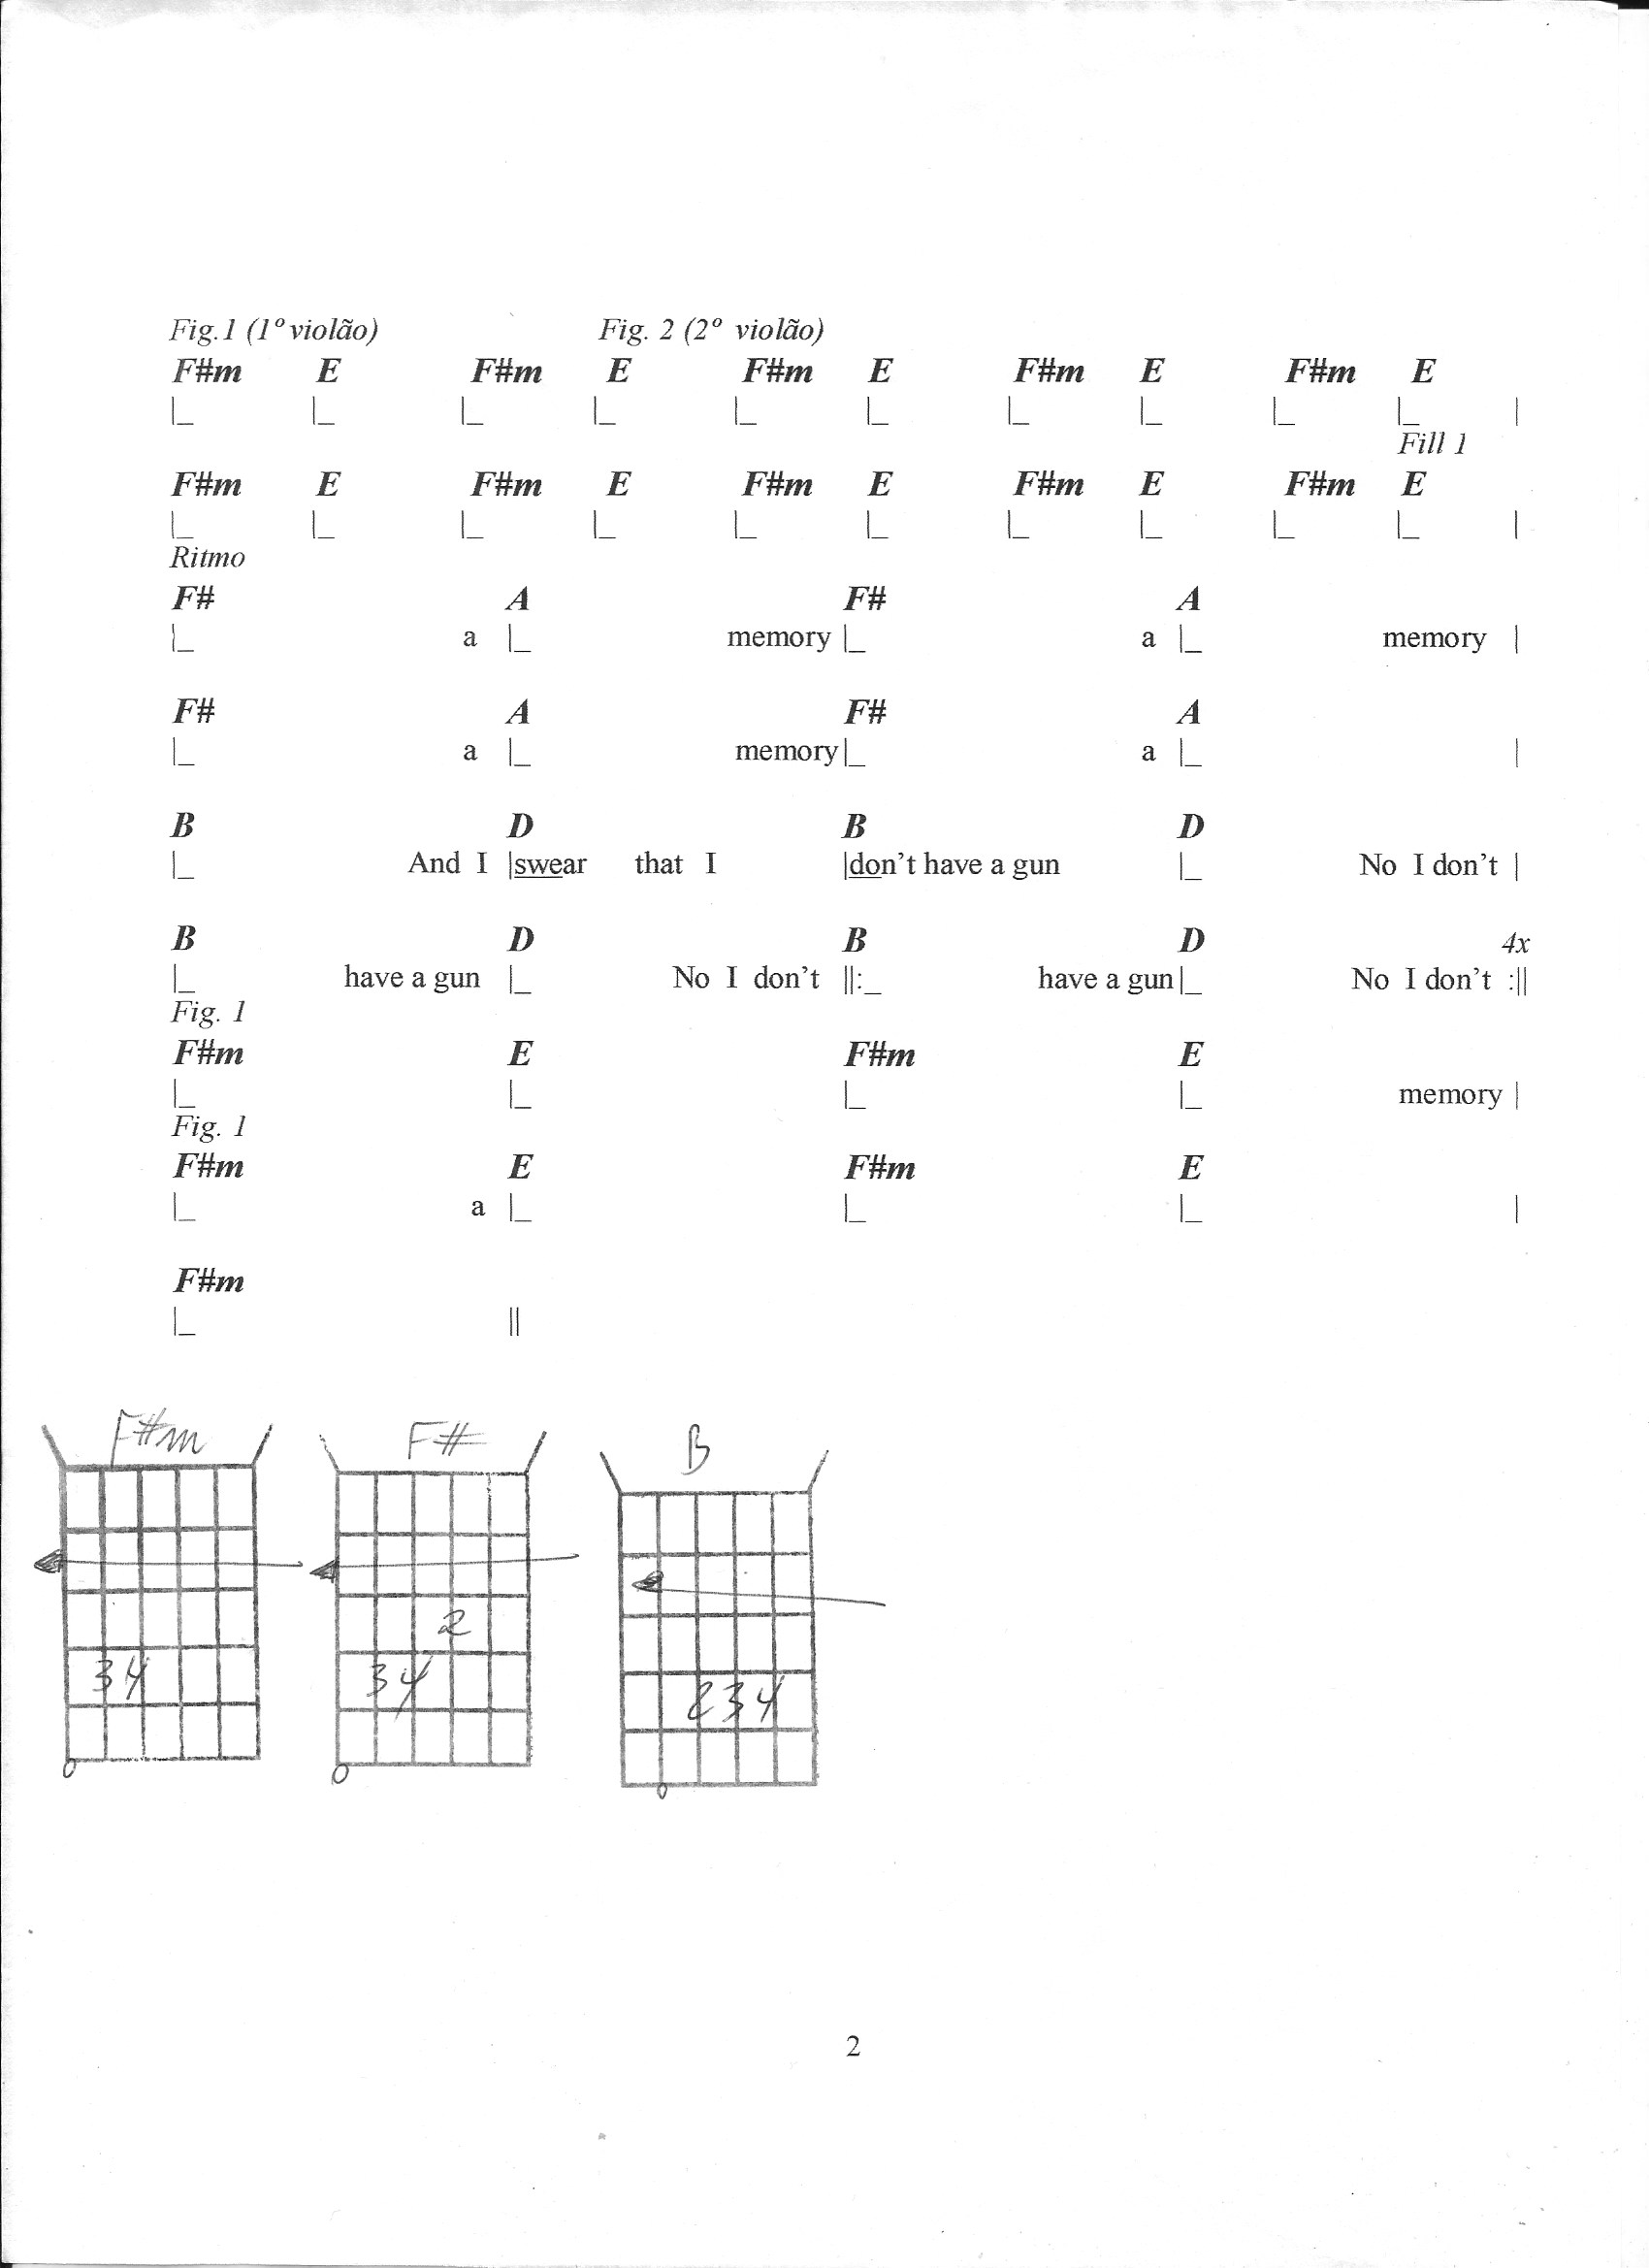 Fig.1 (1º violão) Fig. 2 (2º violão)
F#m E F#m E F#m E F#m E F#m E
|_ |_ |_ |_ |_ |_ |_ |_ |_ |_ |
Fill 1
F#m E F#m E F#m E F#m E F#m E
|_ |_ |_ |_ |_ |_ |_ |_ |_ |_ |
Ritmo
F# A F# A
|_ a |_ memory |_ a |_ memory |
F# A F# A
|_ a |_ memory |_ a |_ |
B D B D
|_ And I |swear that I |don't have a gun |_ No I don't |
B D B D 4x
|_ have a gun |_ No I don't ||:_ have a gun |_ No I don't :||
Fig. 1
F#m E F#m E
|_ |_ |_ |_ memory |
Fig. 1
F#m E F#m E
|_ a |_ |_ |_ |
F#m
|_ ||
F#m F# B
2
34 34 234
0 0 0
2